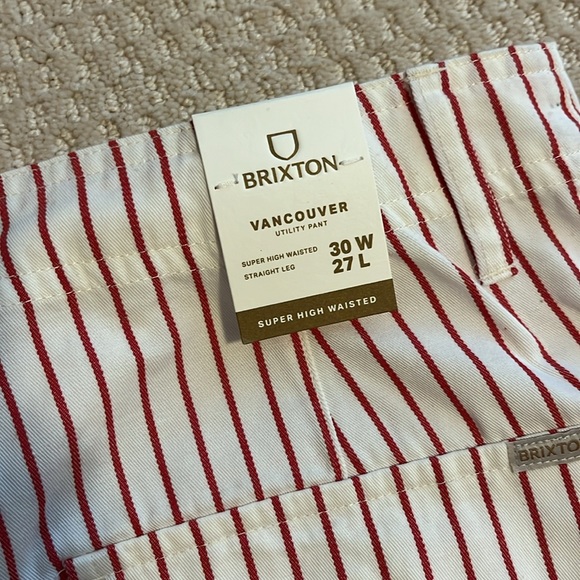 BRIXTON
VANCOUVER
UTILITY PANT
SUPER HIGH WAISTED
STRAIGHT LEG
30 W
27 L
SUPER HIGH WAISTED
BRIXTON